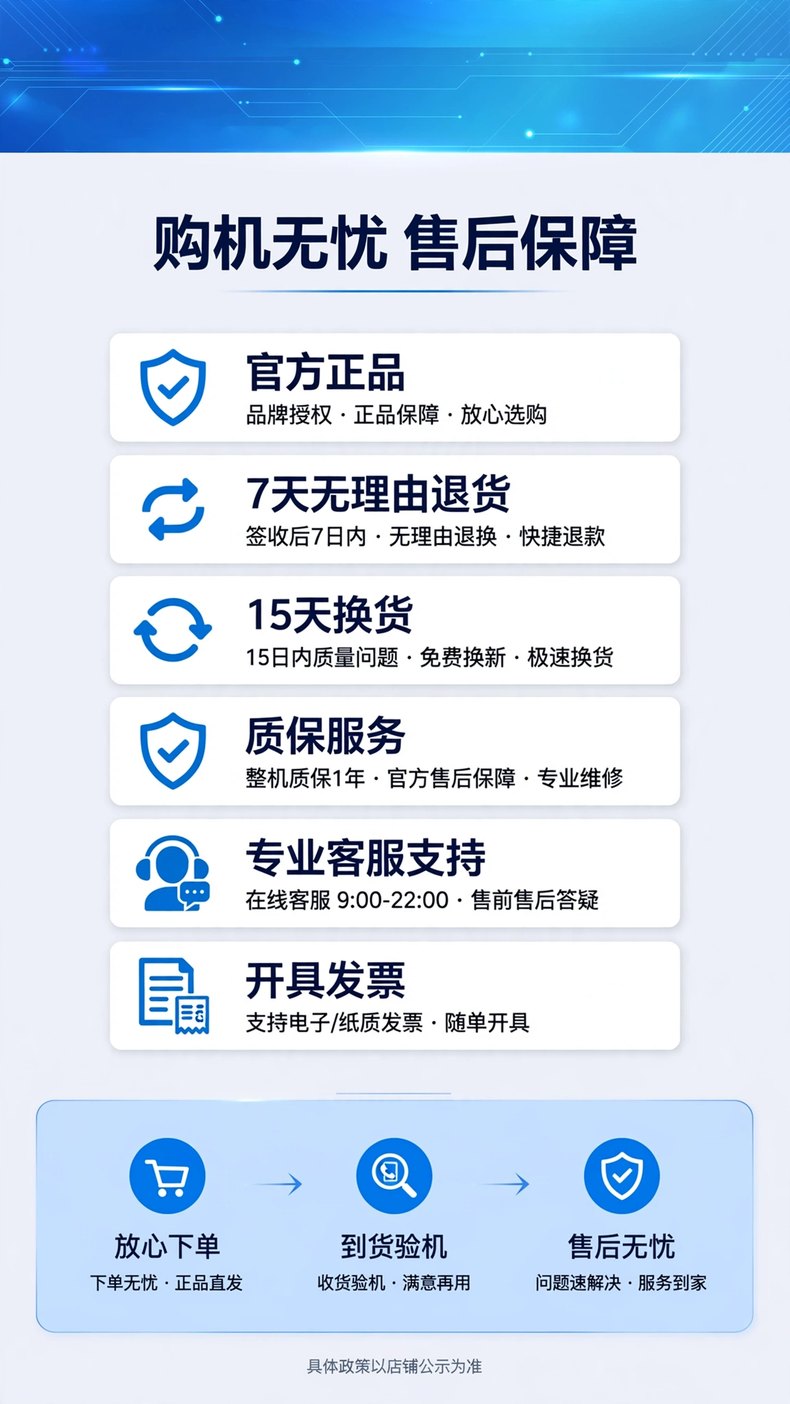 购机无忧 售后保障
官方正品
品牌授权 · 正品保障 · 放心选购
7天无理由退货
签收后7日内 · 无理由退换 · 快捷退款
15天换货
15日内质量问题 · 免费换新 · 极速换货
质保服务
整机质保1年 · 官方售后保障 · 专业维修
专业客服支持
在线客服 9:00-22:00 · 售前售后答疑
开具发票
支持电子/纸质发票 · 随单开具
放心下单
下单无忧 · 正品直发
到货验机
收货验机 · 满意再用
售后无忧
问题速解决 · 服务到家
具体政策以店铺公示为准